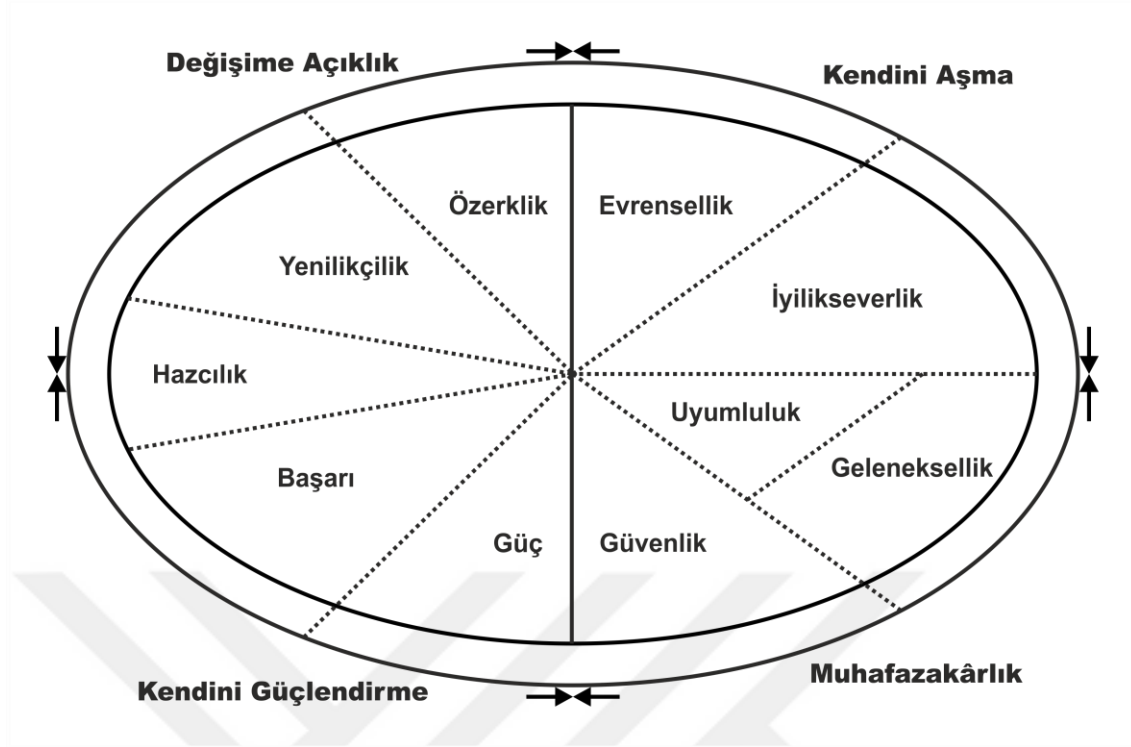 Değişime Açıklık
Kendini Aşma
Özerklik
Evrensellik
Yenilikçilik
İyilikseverlik
Hazcılık
Uyumluluk
Başarı
Geleneksellik
Güç
Güvenlik
Kendini Güçlendirme
Muhafazakârlık